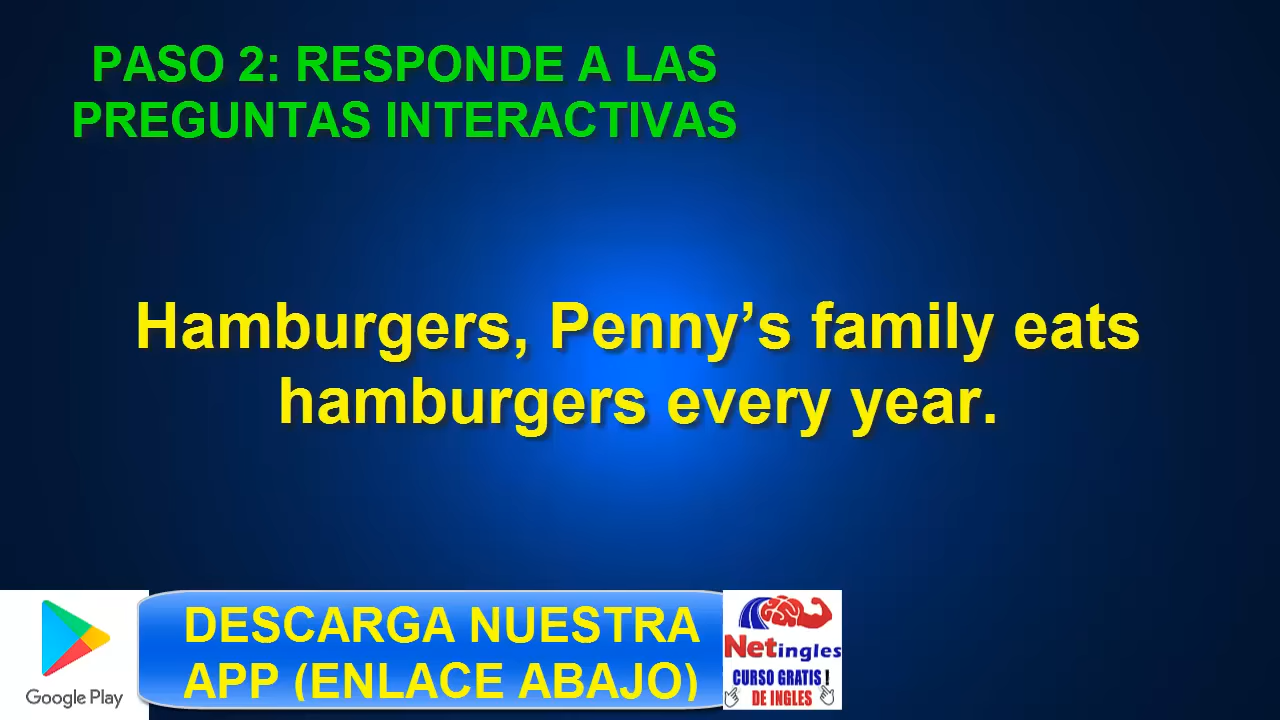 PASO 2: RESPONDE A LAS
PREGUNTAS INTERACTIVAS
Hamburgers, Penny’s family eats
hamburgers every year.
Google Play
DESCARGA NUESTRA
APP (ENLACE ABAJO)
Netingles
CURSO GRATIS !
DE INGLES